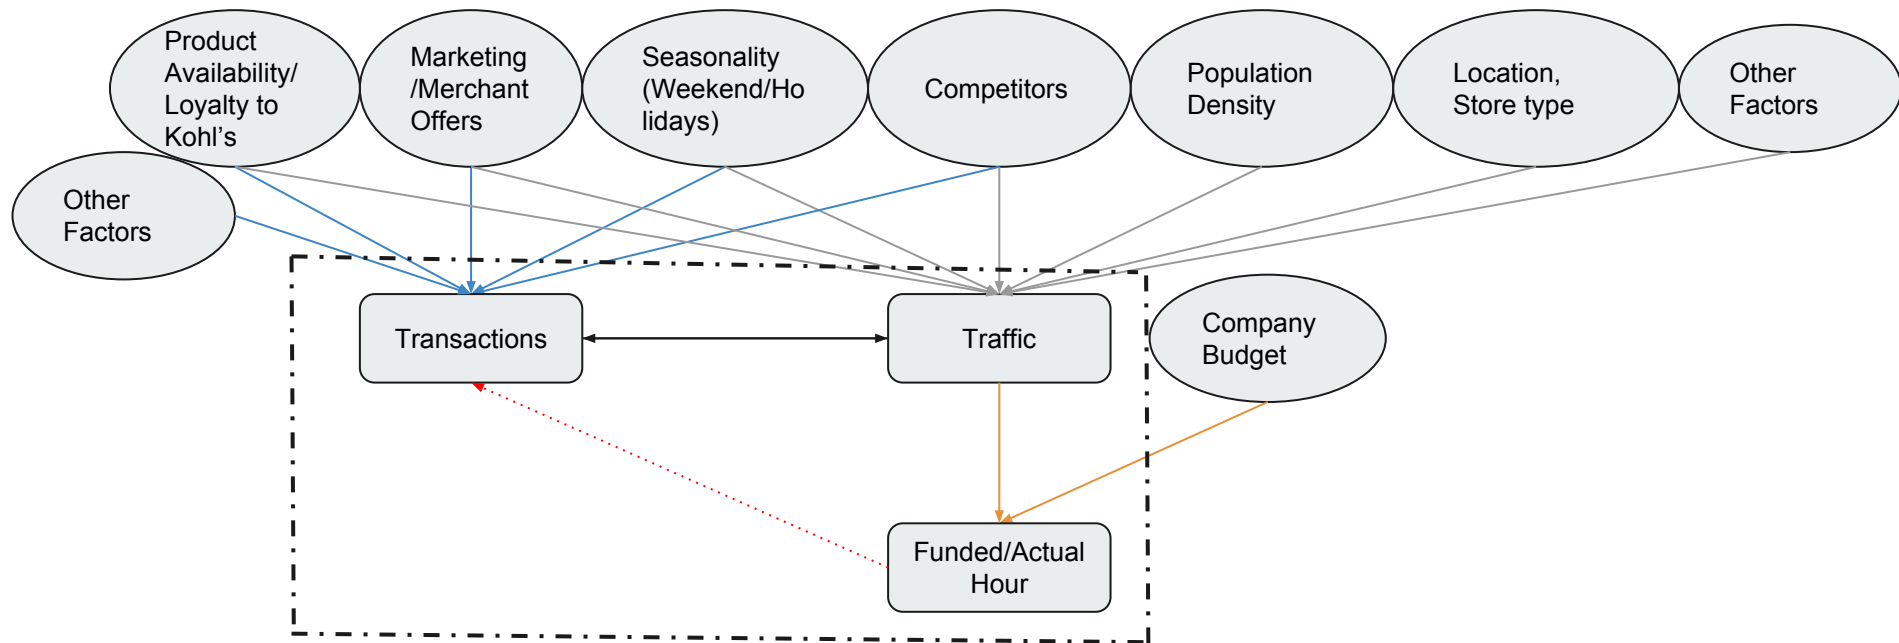 Product
Availability/
Loyalty to
Kohl's
Marketing
/Merchant
Offers
Seasonality
(Weekend/Ho
lidays)
Competitors
Population
Density
Location,
Store type
Other
Factors
Other
Factors
Transactions
Traffic
Company
Budget
Funded/Actual
Hour